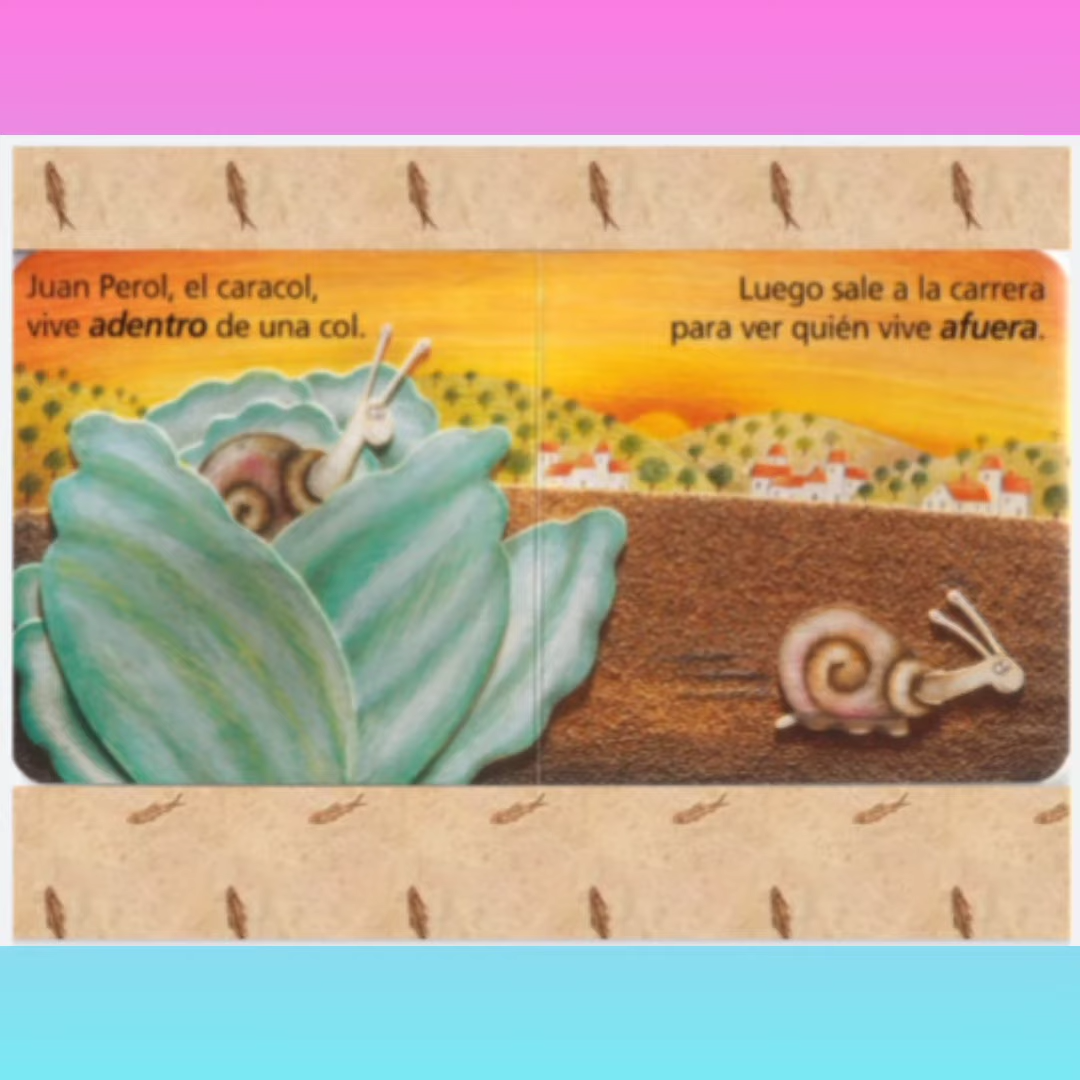 Juan Perol, el caracol,
vive adentro de una col.
Luego sale a la carrera
para ver quién vive afuera.